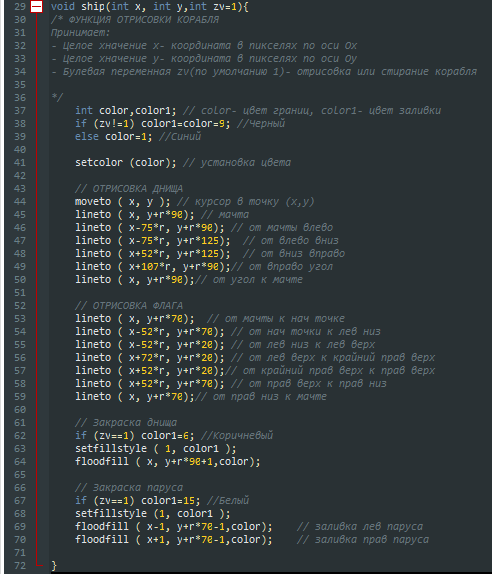 29 void ship(int x, int y,int zv=1){
30 /* ФУНКЦИЯ ОТРИСОВКИ КОРАБЛЯ
31 Принимает:
32 - Целое хначение x- координата в пикселях по оси Ox
33 - Целое хначение y- координата в пикселях по оси Oy
34 - Булевая переменная zv(по умолчанию 1)- отрисовка или стирание корабля
35
36 */
37 int color,color1; // color- цвет границ, color1- цвет заливки
38 if (zv!=1) color1=color=9; //Черный
39 else color=1; //Синий
40
41 setcolor (color); // установка цвета
42
43 // ОТРИСОВКА ДНИЩА
44 moveto ( x, y ); // курсор в точку (x,y)
45 lineto ( x, y+r*90); // мачта
46 lineto ( x-75*r, y+r*90); // от мачты влево
47 lineto ( x-75*r, y+r*125); // от влево вниз
48 lineto ( x+52*r, y+r*125); // от вниз вправо
49 lineto ( x+107*r, y+r*90);// от вправо угол
50 lineto ( x, y+r*90);// от угол к мачте
51
52 // ОТРИСОВКА ФЛАГА
53 lineto ( x, y+r*70); // от мачты к нач точке
54 lineto ( x-52*r, y+r*70); // от нач точки к лев низ
55 lineto ( x-52*r, y+r*20); // от лев низ к лев верх
56 lineto ( x+72*r, y+r*20); // от лев верх к крайний прав верх
57 lineto ( x+52*r, y+r*20);// от крайний прав верх к прав верх
58 lineto ( x+52*r, y+r*70); // от прав верх к прав низ
59 lineto ( x, y+r*70);// от прав низ к мачте
60
61 // Закраска днища
62 if (zv==1) color1=6; //Коричневый
63 setfillstyle ( 1, color1 );
64 floodfill ( x, y+r*90+1,color);
65
66 // Закраска паруса
67 if (zv==1) color1=15; //Белый
68 setfillstyle (1, color1 );
69 floodfill ( x-1, y+r*70-1,color); // заливка лев паруса
70 floodfill ( x+1, y+r*70-1,color); // заливка прав паруса
71
72 }